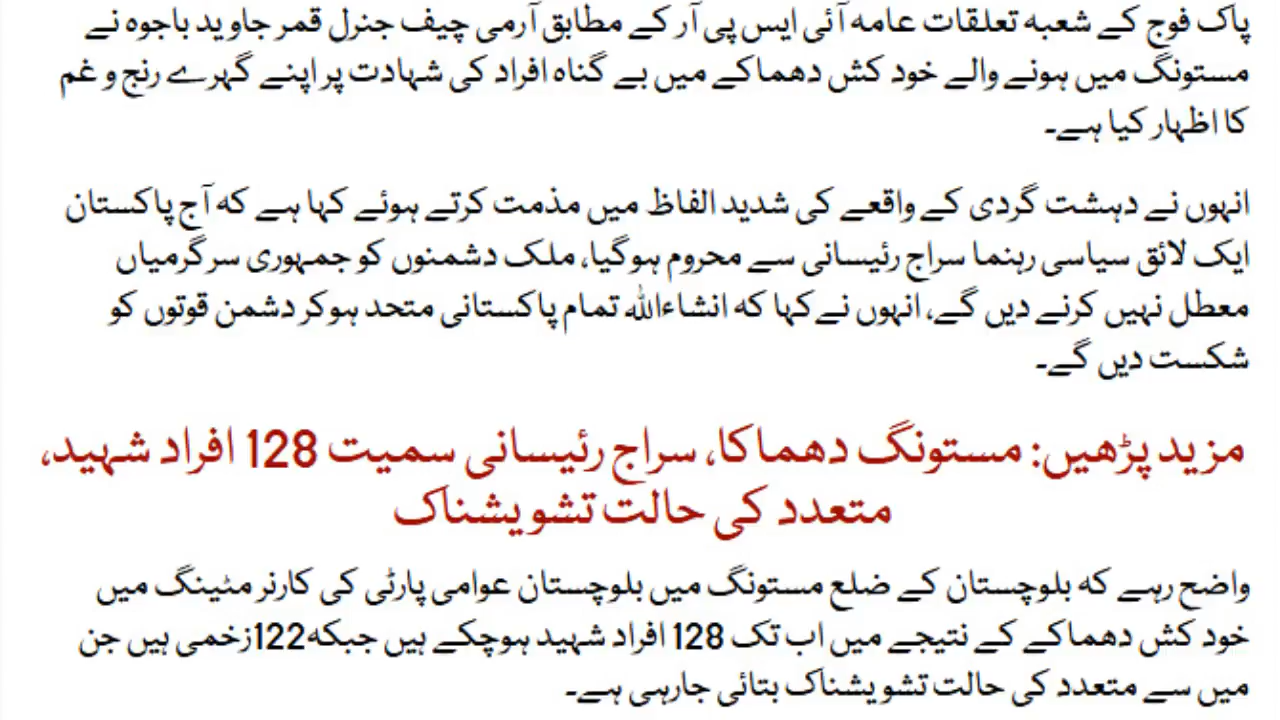 پاک فوج کے شعبہ تعلقات عامہ آئی ایس پی آر کے مطابق آرمی چیف جنرل قمر جاوید باجوہ نے
مستونگ میں ہونے والے خود کش دھماکے میں بے گناہ افراد کی شہادت پر اپنے گہرے رنج و غم
کا اظہار کیا ہے۔
انہوں نے دہشت گردی کے واقعے کی شدید الفاظ میں مذمت کرتے ہوئے کہا ہے کہ آج پاکستان
ایک لائق سیاسی رہنما سراج رئیسانی سے محروم ہوگیا، ملک دشمنوں کو جمہوری سرگرمیاں
معطل نہیں کرنے دیں گے، انہوں نےکہا کہ انشاءاللہ تمام پاکستانی متحد ہوکر دشمن قوتوں کو
شکست دیں گے۔
مزید پڑھیں: مستونگ دھماکا، سراج رئیسانی سمیت 128 افراد شہید،
متعدد کی حالت تشویشناک
واضح رہے کہ بلوچستان کے ضلع مستونگ میں بلوچستان عوامی پارٹی کی کارنر مٹینگ میں
خود کش دھماکے کے نتیجے میں اب تک 128 افراد شہید ہوچکے ہیں جبکہ122زخمی ہیں جن
میں سے متعدد کی حالت تشویشناک بتائی جارہی ہے۔